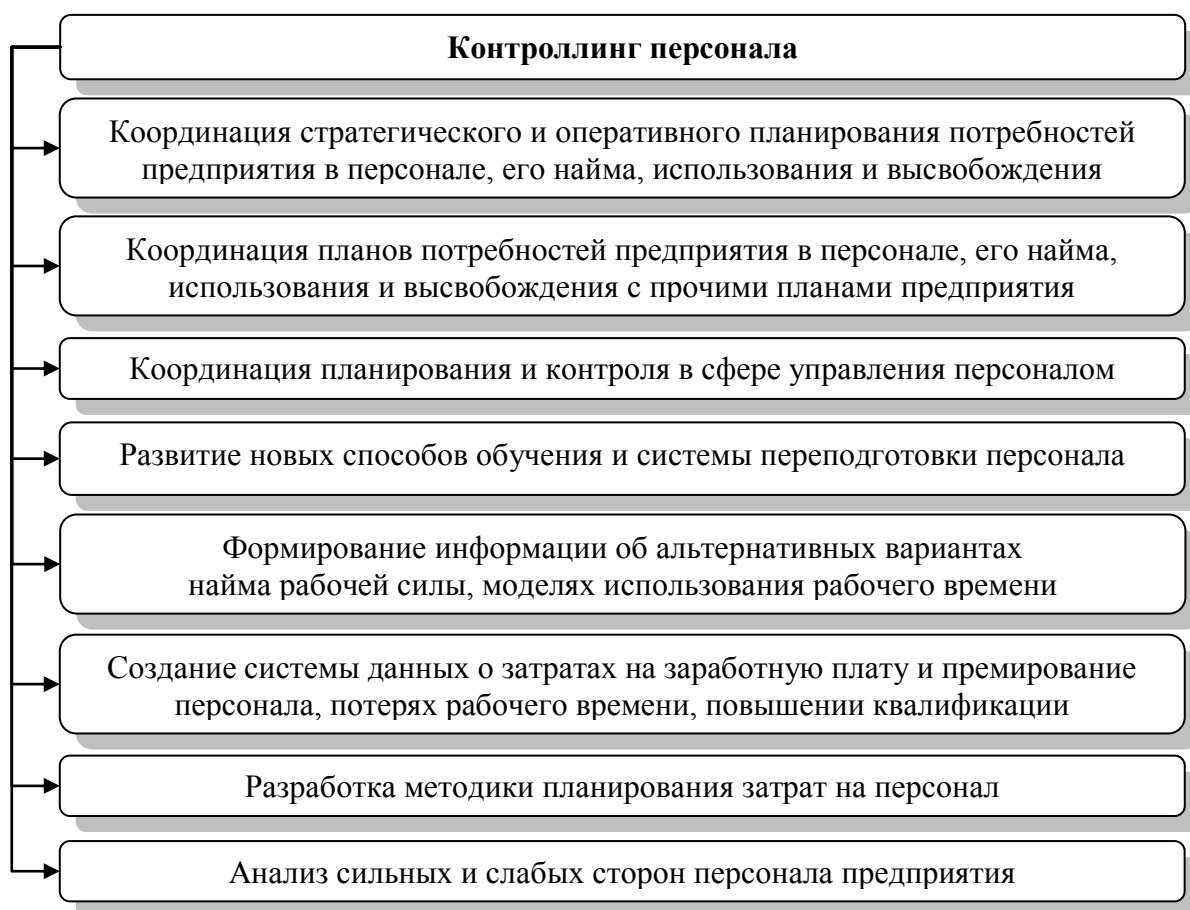 Контроллинг персонала
Координация стратегического и оперативного планирования потребностей
предприятия в персонале, его найма, использования и высвобождения
Координация планов потребностей предприятия в персонале, его найма,
использования и высвобождения с прочими планами предприятия
Координация планирования и контроля в сфере управления персоналом
Развитие новых способов обучения и системы переподготовки персонала
Формирование информации об альтернативных вариантах
найма рабочей силы, моделях использования рабочего времени
Создание системы данных о затратах на заработную плату и премирование
персонала, потерях рабочего времени, повышении квалификации
Разработка методики планирования затрат на персонал
Анализ сильных и слабых сторон персонала предприятия